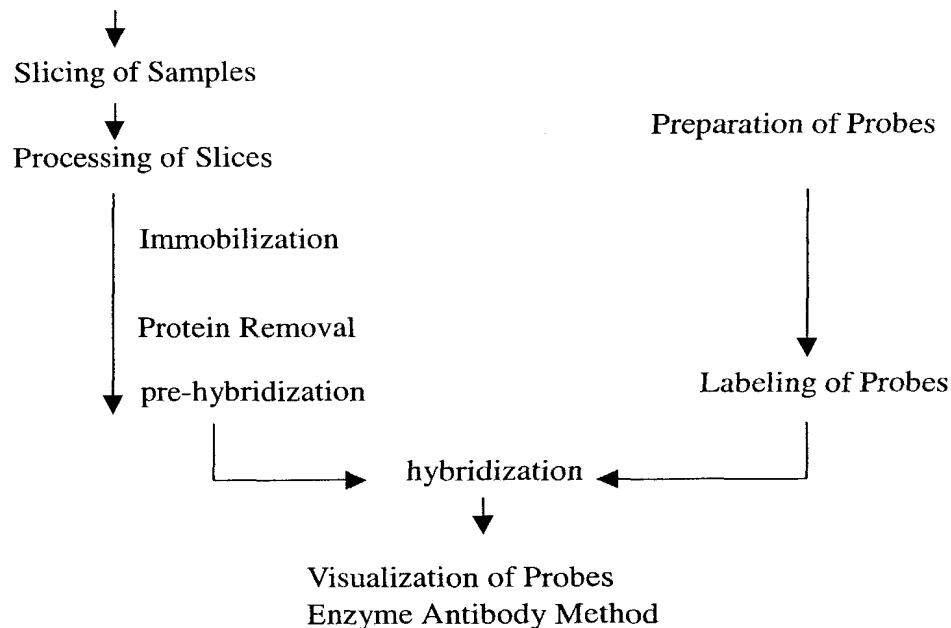 Slicing of Samples
Processing of Slices
Immobilization
Protein Removal
pre-hybridization
Preparation of Probes
Labeling of Probes
hybridization
Visualization of Probes
Enzyme Antibody Method